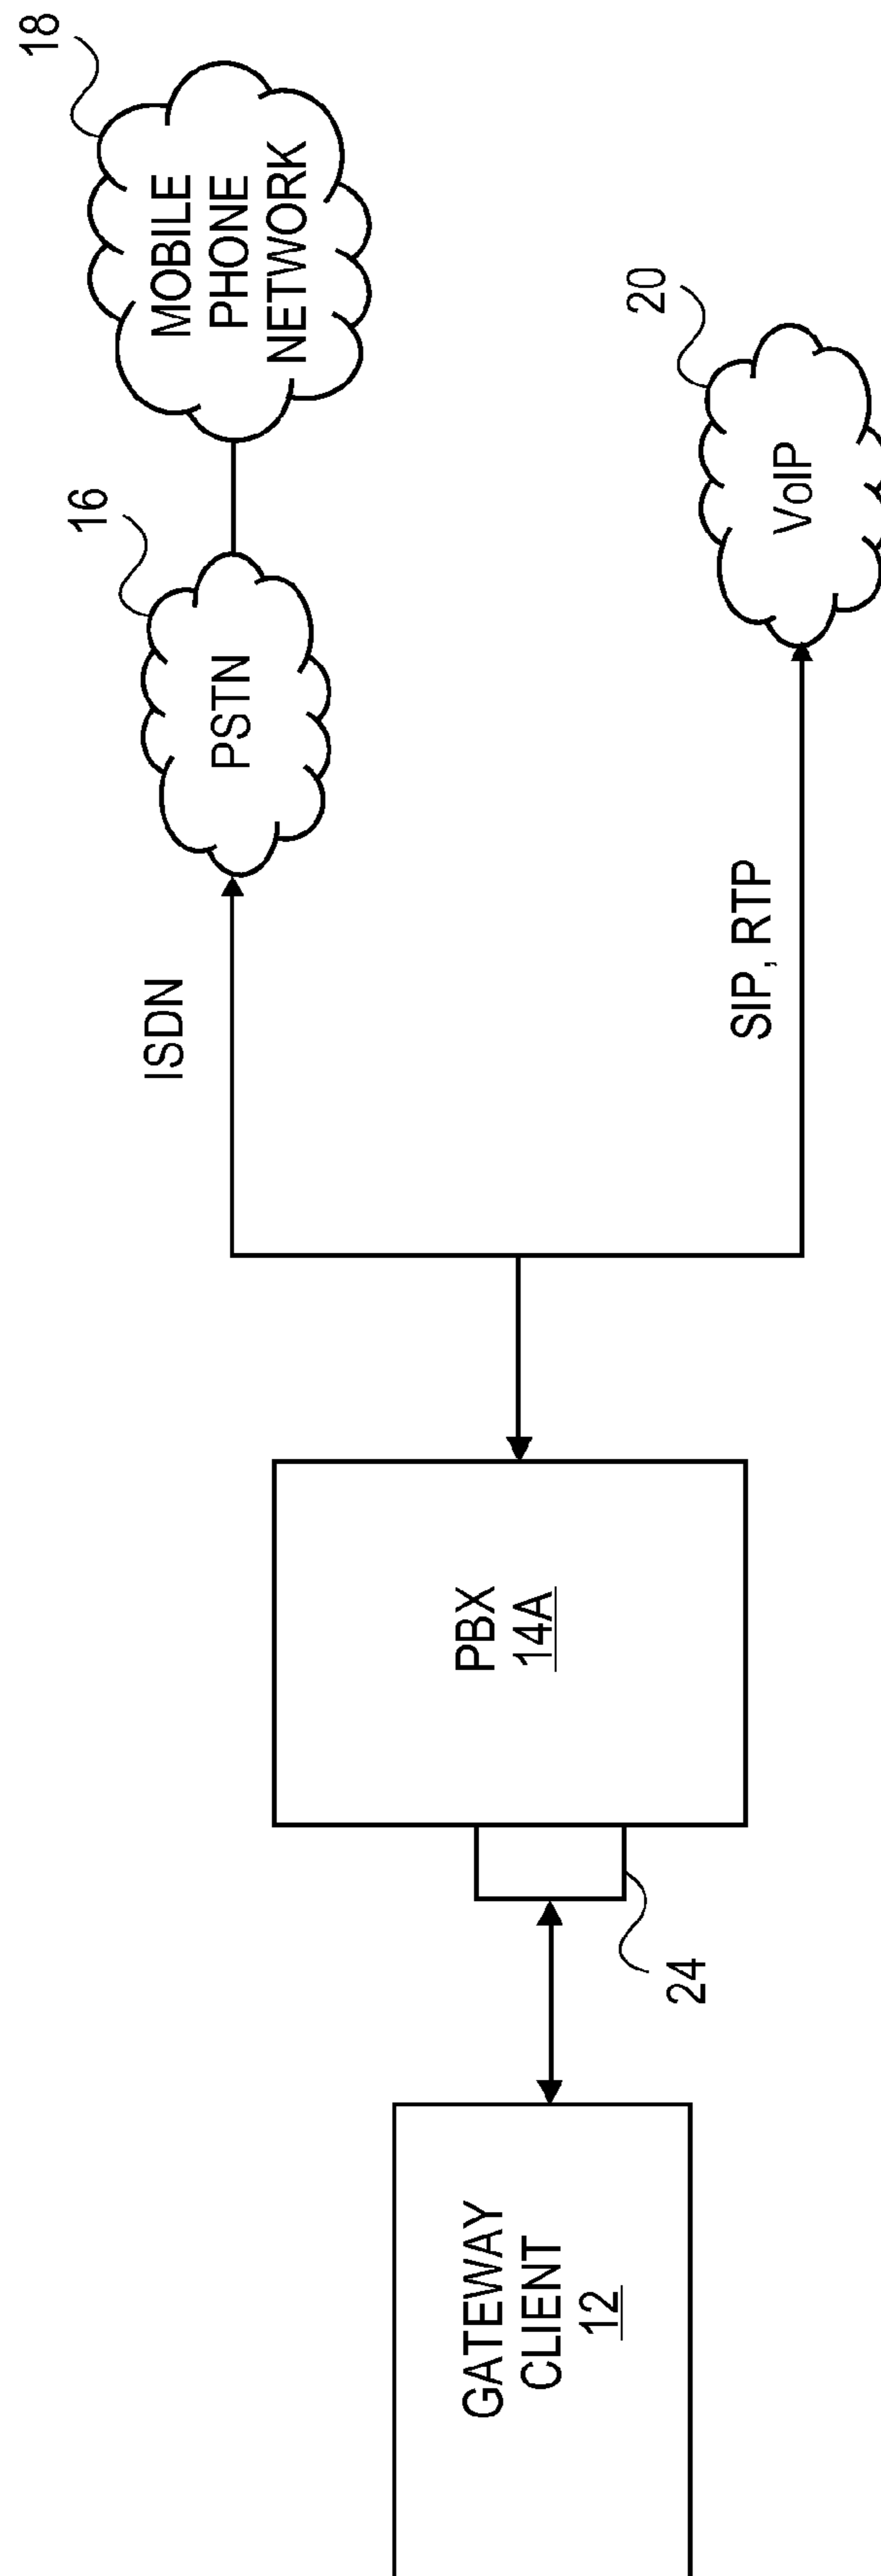 18
MOBILE
PHONE
NETWORK
16
PSTN
ISDN
20
VoIP
SIP, RTP
PBX
14A
24
GATEWAY
CLIENT
12